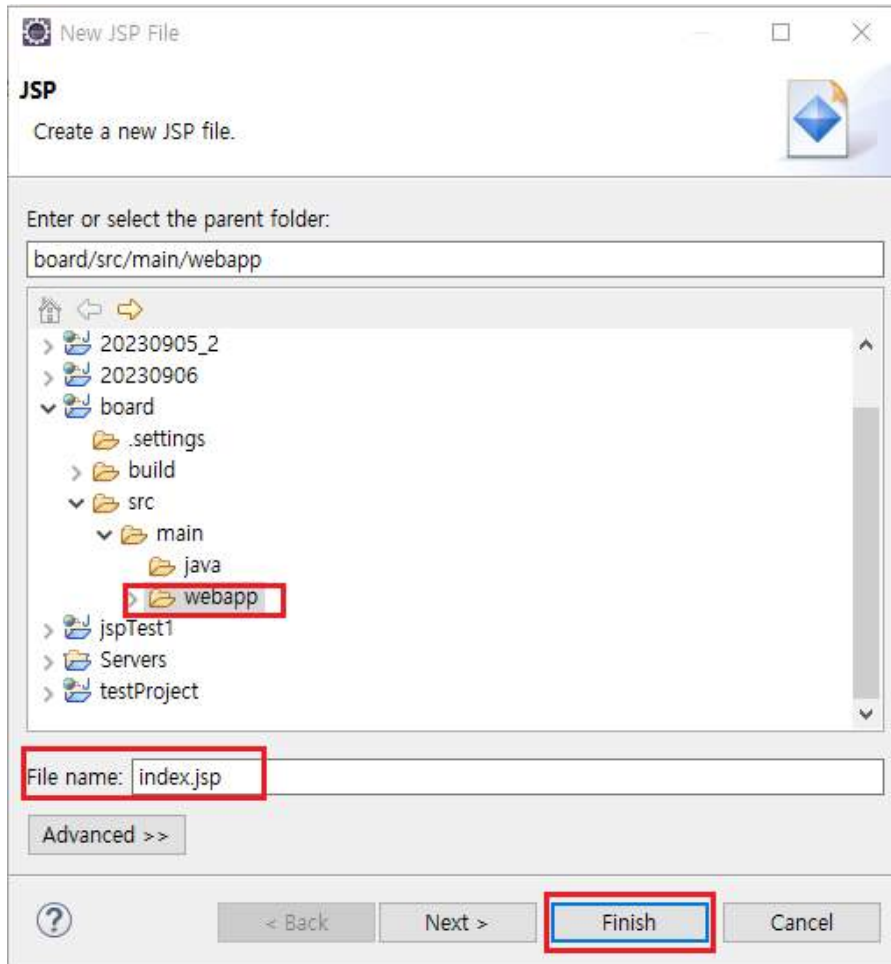 New JSP File
JSP
Create a new JSP file.
Enter or select the parent folder:
board/src/main/webapp
20230905_2
20230906
board
.settings
build
src
main
java
webapp
jspTest1
Servers
testProject
File name: index.jsp
Advanced >>
? < Back Next > Finish Cancel